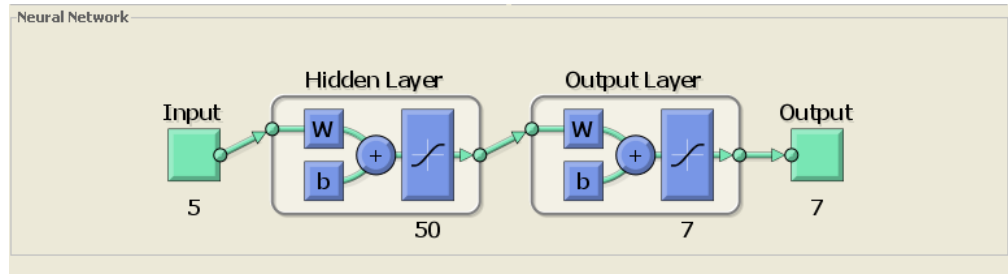 Neural Network
Hidden Layer
Output Layer
Input
Output
W
W
+
+
b
b
5
50
7
7